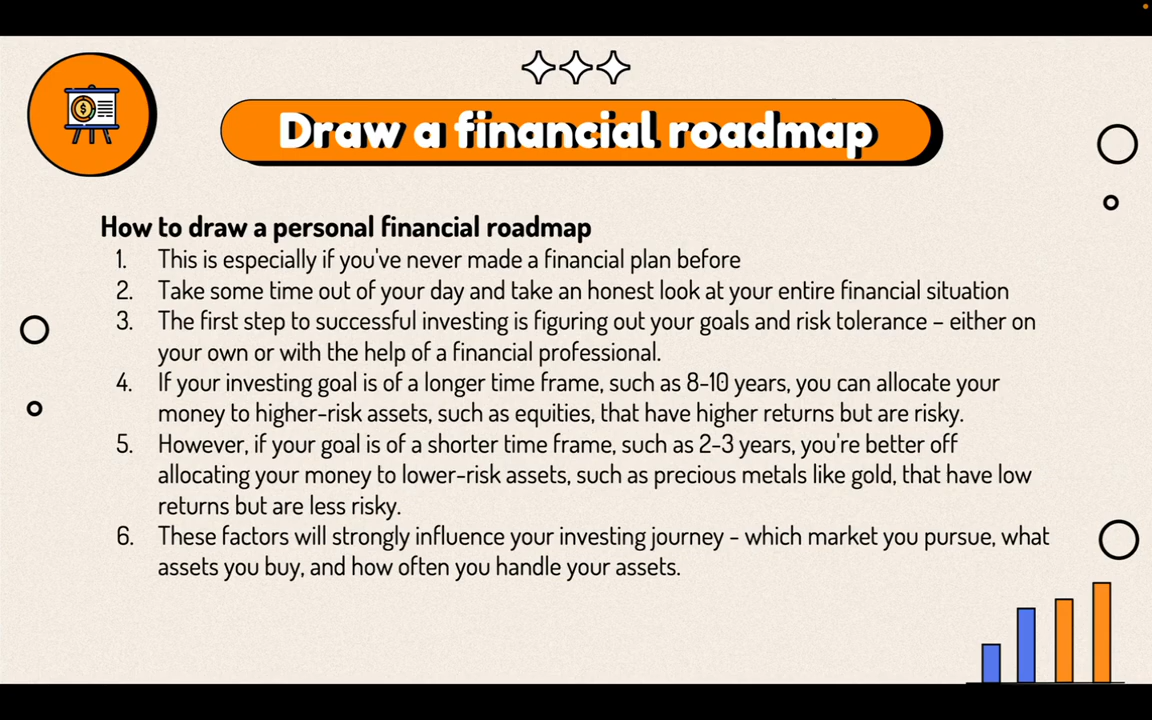 Draw a financial roadmap
How to draw a personal financial roadmap
1. This is especially if you've never made a financial plan before
2. Take some time out of your day and take an honest look at your entire financial situation
3. The first step to successful investing is figuring out your goals and risk tolerance – either on
your own or with the help of a financial professional.
4. If your investing goal is of a longer time frame, such as 8-10 years, you can allocate your
money to higher-risk assets, such as equities, that have higher returns but are risky.
5. However, if your goal is of a shorter time frame, such as 2-3 years, you're better off
allocating your money to lower-risk assets, such as precious metals like gold, that have low
returns but are less risky.
6. These factors will strongly influence your investing journey - which market you pursue, what
assets you buy, and how often you handle your assets.